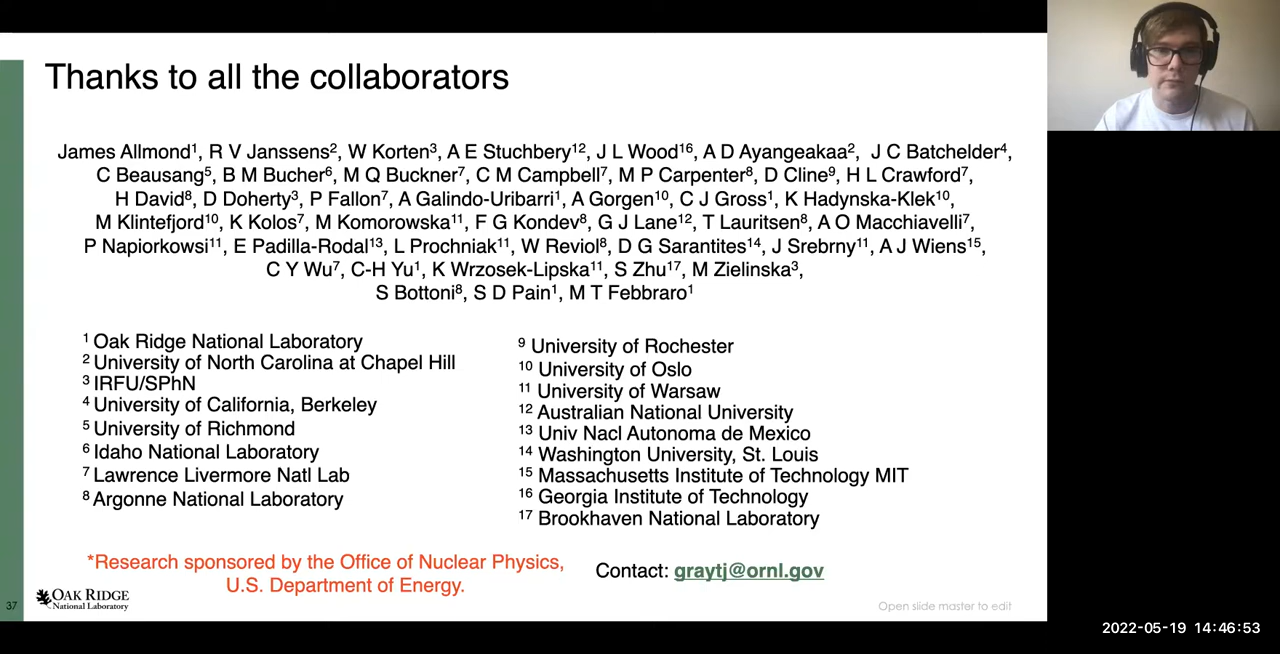 Thanks to all the collaborators
James Allmond¹, R V Janssens², W Korten³, A E Stuchbery¹², J L Wood¹⁶, A D Ayangeakaa², J C Batchelder⁴,
C Beausang⁵, B M Bucher⁶, M Q Buckner⁷, C M Campbell⁷, M P Carpenter⁸, D Cline⁹, H L Crawford⁷,
H David⁸, D Doherty³, P Fallon⁷, A Galindo-Uribarri¹, A Gorgen¹⁰, C J Gross¹, K Hadynska-Klek¹⁰,
M Klintefjord¹⁰, K Kolos⁷, M Komorowska¹¹, F G Kondev⁸, G J Lane¹², T Lauritsen⁸, A O Macchiavelli⁷,
P Napiorkowsi¹¹, E Padilla-Rodal¹³, L Prochniak¹¹, W Reviol⁸, D G Sarantites¹⁴, J Srebrny¹¹, A J Wiens¹⁵,
C Y Wu⁷, C-H Yu¹, K Wrzosek-Lipska¹¹, S Zhu¹⁷, M Zielinska³,
S Bottoni⁸, S D Pain¹, M T Febbraro¹
¹ Oak Ridge National Laboratory
² University of North Carolina at Chapel Hill
³ IRFU/SPhN
⁴ University of California, Berkeley
⁵ University of Richmond
⁶ Idaho National Laboratory
⁷ Lawrence Livermore Natl Lab
⁸ Argonne National Laboratory
⁹ University of Rochester
¹⁰ University of Oslo
¹¹ University of Warsaw
¹² Australian National University
¹³ Univ Nacl Autonoma de Mexico
¹⁴ Washington University, St. Louis
¹⁵ Massachusetts Institute of Technology MIT
¹⁶ Georgia Institute of Technology
¹⁷ Brookhaven National Laboratory
*Research sponsored by the Office of Nuclear Physics,
U.S. Department of Energy.
Contact: graytj@ornl.gov
37
OAK RIDGE
National Laboratory
Open slide master to edit
2022-05-19 14:46:53